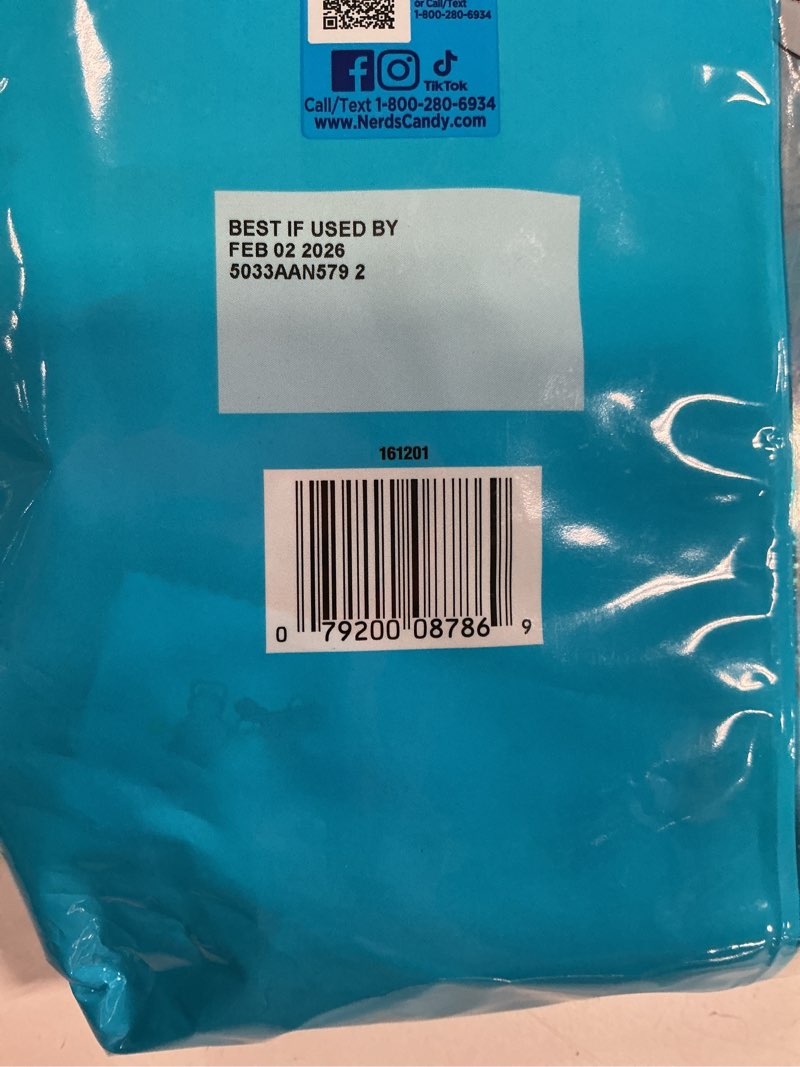 or Call/Text
1-800-280-6934
TikTok
Call/Text 1-800-280-6934
www.NerdsCandy.com
BEST IF USED BY
FEB 02 2026
5033AAN579 2
161201
0 79200 08786 9